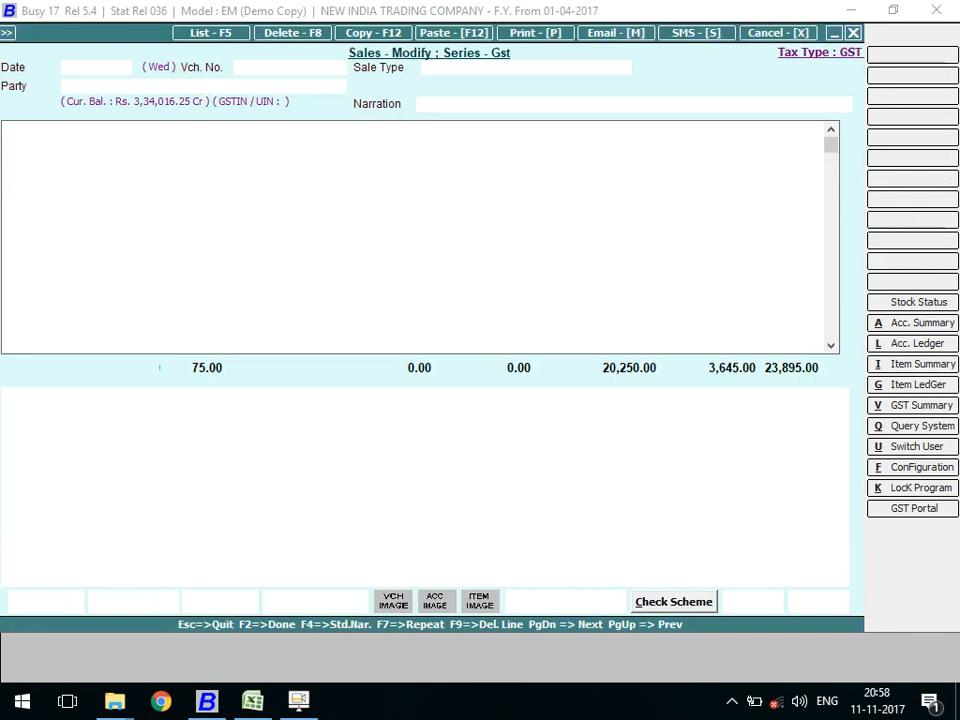 B Busy 17 Rel 5.4 | Stat Rel 036 | Model : EM (Demo Copy) | NEW INDIA TRADING COMPANY - F.Y. From 01-04-2017
>> List - F5 Delete - F8 Copy - F12 Paste - [F12] Print - [P] Email - [M] SMS - [S] Cancel - [X]
Sales - Modify ; Series - Gst Tax Type : GST
Date ( Wed ) Vch. No. Sale Type
Party
( Cur. Bal. : Rs. 3,34,016.25 Cr ) ( GSTIN / UIN : ) Narration
75.00 0.00 0.00 20,250.00 3,645.00 23,895.00
Stock Status
A Acc. Summary
L Acc. Ledger
I Item Summary
G Item LedGer
V GST Summary
Q Query System
U Switch User
F ConFiguration
K LocK Program
GST Portal
VCH IMAGE ACC IMAGE ITEM IMAGE Check Scheme
Esc=>Quit F2=>Done F4=>Std.Nar. F7=>Repeat F9=>Del. Line PgDn => Next PgUp => Prev
B ENG 20:58
11-11-2017 1